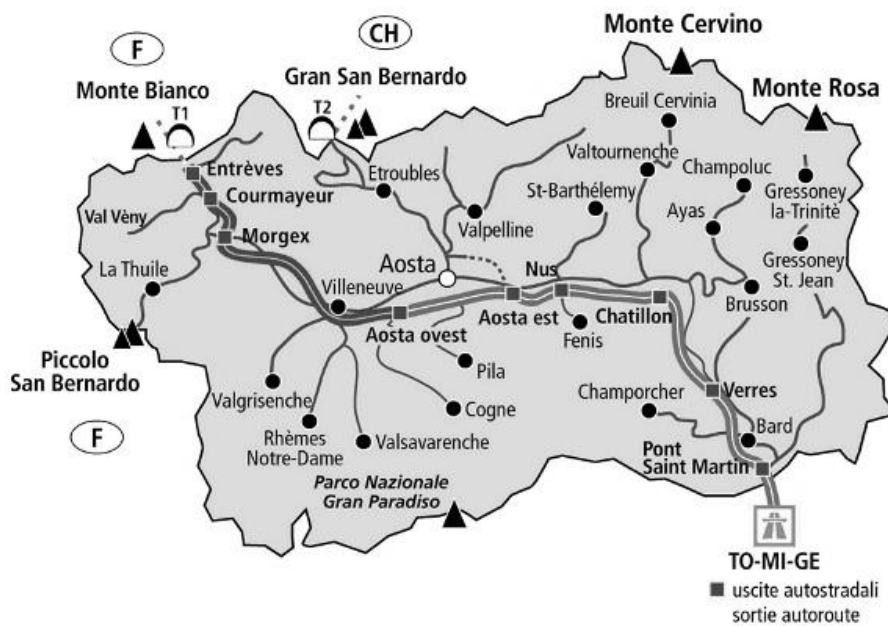 F
CH
Monte Cervino
Monte Bianco
Gran San Bernardo
Monte Rosa
T1
T2
Breuil Cervinia
Entrèves
Etroubles
Valtournenche
Champoluc
Courmayeur
St-Barthélemy
Gressoney
la-Trinitè
Val Vèny
Valpelline
Ayas
Morgex
La Thuile
Aosta
Nus
Gressoney
St. Jean
Villeneuve
Brusson
Aosta ovest
Aosta est
Chatillon
Fenis
Piccolo
San Bernardo
Pila
Valgrisenche
Champorcher
Verres
Cogne
F
Rhèmes
Notre-Dame
Valsavarenche
Bard
Pont
Saint Martin
Parco Nazionale
Gran Paradiso
TO-MI-GE
uscite autostradali
sortie autoroute